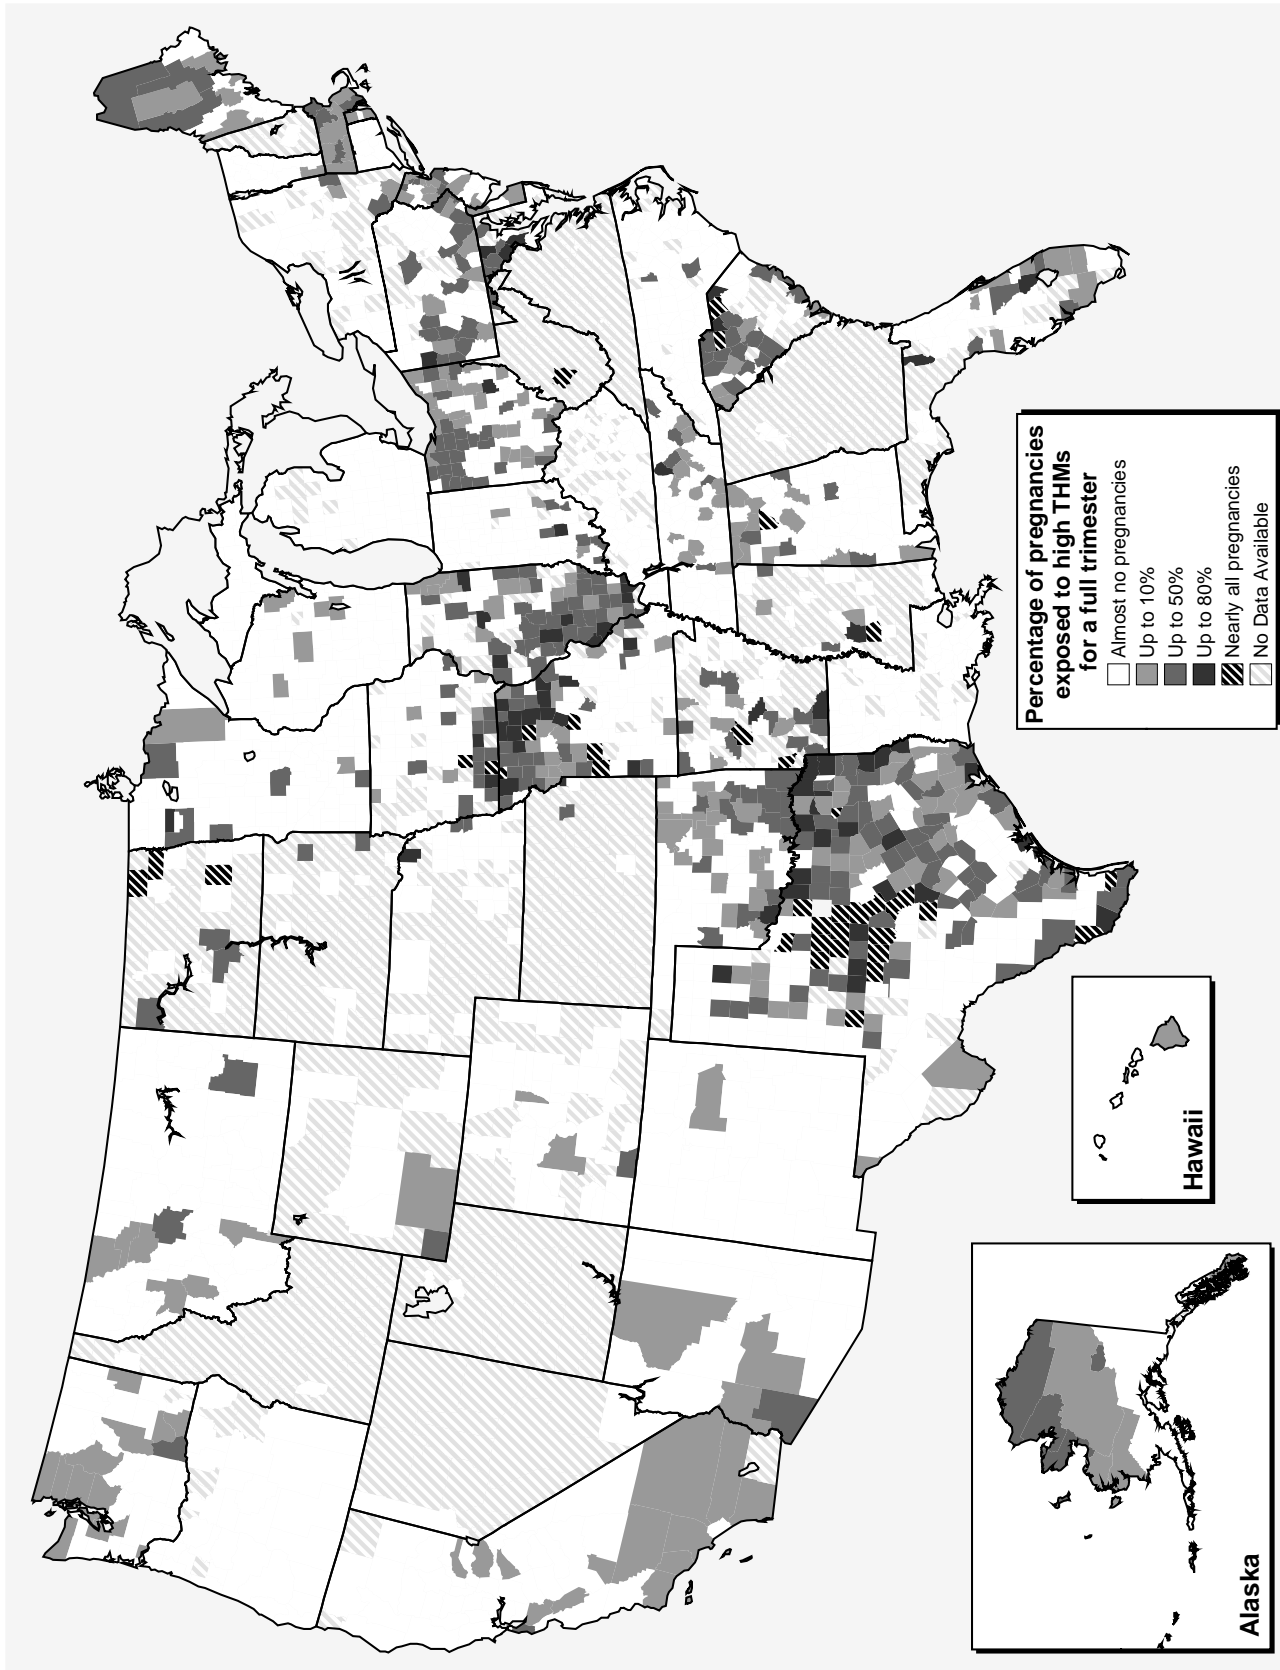 Percentage of pregnancies
exposed to high THMs
for a full trimester
Almost no pregnancies
Up to 10%
Up to 50%
Up to 80%
Nearly all pregnancies
No Data Available
Alaska
Hawaii